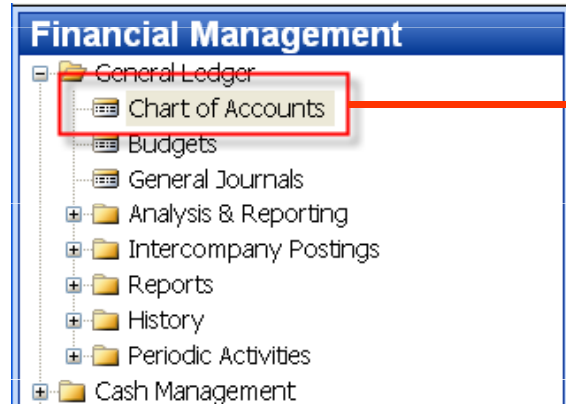 Financial Management
General Ledger
Chart of Accounts
Budgets
General Journals
Analysis & Reporting
Intercompany Postings
Reports
History
Periodic Activities
Cash Management